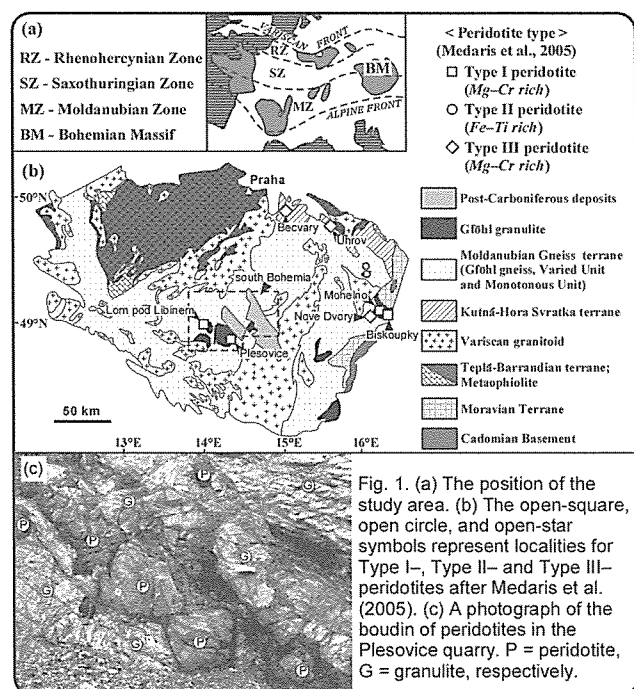 (a)
RZ - Rhenohercynian Zone
SZ - Saxothuringian Zone
MZ - Moldanubian Zone
BM - Bohemian Massif
VARISCAN FRONT
RZ
SZ
BM
MZ
ALPINE FRONT
< Peridotite type >
(Medaris et al., 2005)
Type I peridotite
(Mg–Cr rich)
Type II peridotite
(Fe–Ti rich)
Type III peridotite
(Mg–Cr rich)
(b)
50°N
Praha
Becvary
Uhrov
south Bohemia
Mohelno
Lom pod Libinem
49°N
Nove Dvory
Biskoupky
Plesovice
50 km
13°E
14°E
15°E
16°E
Post-Carboniferous deposits
Gföhl granulite
Moldanubian Gneiss terrane
(Gföhl gneiss, Varied Unit
and Monotonous Unit)
Kutná-Hora Svratka terrane
Variscan granitoid
Teplá-Barrandian terrane;
Metaophiolite
Moravian Terrane
Cadomian Basement
(c)
P
G
G
P
P
P
G
G
P
G
P
Fig. 1. (a) The position of the
study area. (b) The open-square,
open circle, and open-star
symbols represent localities for
Type I–, Type II– and Type III–
peridotites after Medaris et al.
(2005). (c) A photograph of the
boudin of peridotites in the
Plesovice quarry. P = peridotite,
G = granulite, respectively.